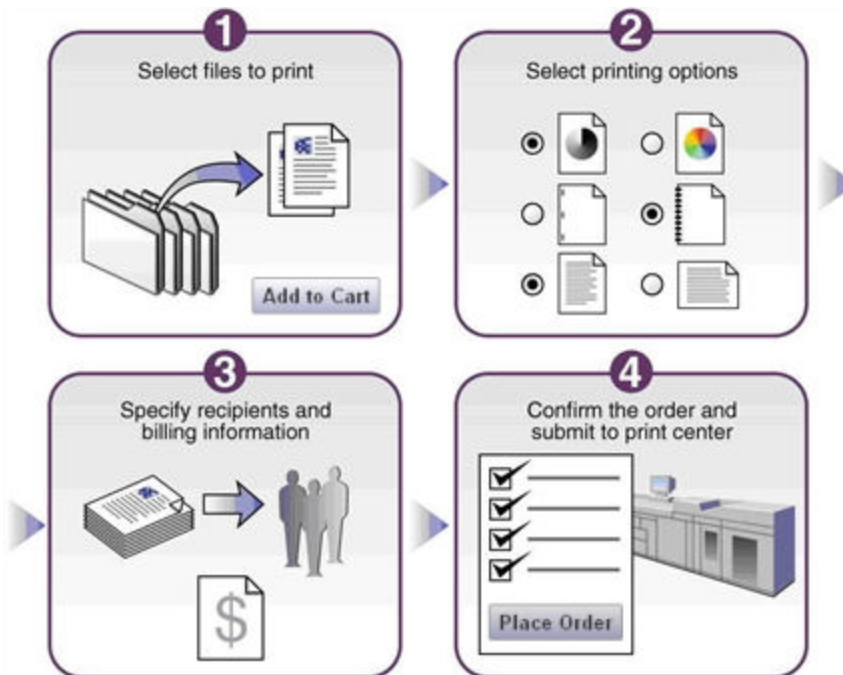 1
Select files to print
Add to Cart
2
Select printing options
3
Specify recipients and
billing information
$
4
Confirm the order and
submit to print center
Place Order